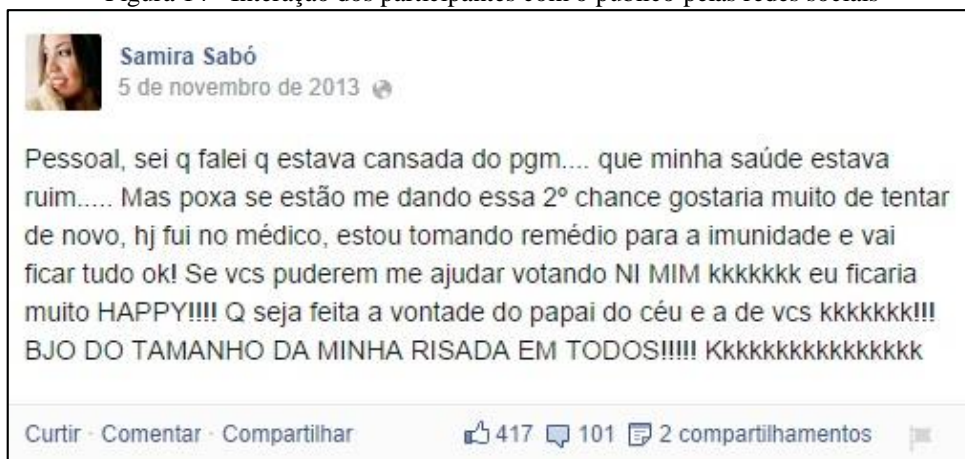 Figura 14 - Interação dos participantes com o público pelas redes sociais
Samira Sabó
5 de novembro de 2013
Pessoal, sei q falei q estava cansada do pgm.... que minha saúde estava
ruim..... Mas poxa se estão me dando essa 2º chance gostaria muito de tentar
de novo, hj fui no médico, estou tomando remédio para a imunidade e vai
ficar tudo ok! Se vcs puderem me ajudar votando NI MIM kkkkkkk eu ficaria
muito HAPPY!!!! Q seja feita a vontade do papai do céu e a de vcs kkkkkkk!!!
BJO DO TAMANHO DA MINHA RISADA EM TODOS!!!!! Kkkkkkkkkkkkkkkk
Curtir · Comentar · Compartilhar 417 101 2 compartilhamentos